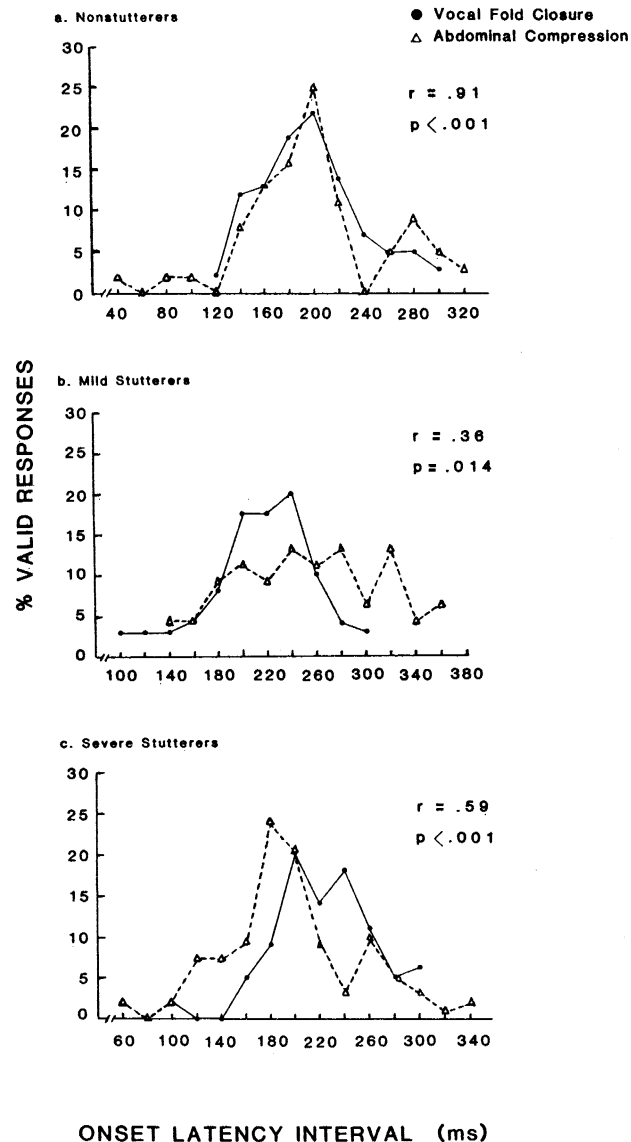 a. Nonstutterers
● Vocal Fold Closure
△ Abdominal Compression
r = .91
p < .001
30
25
20
15
10
5
0
40 80 120 160 200 240 280 320
b. Mild Stutterers
r = .36
p = .014
30
25
20
15
10
5
0
100 140 180 220 260 300 340 380
% VALID RESPONSES
c. Severe Stutterers
r = .59
p < .001
30
25
20
15
10
5
0
60 100 140 180 220 260 300 340
ONSET LATENCY INTERVAL (ms)